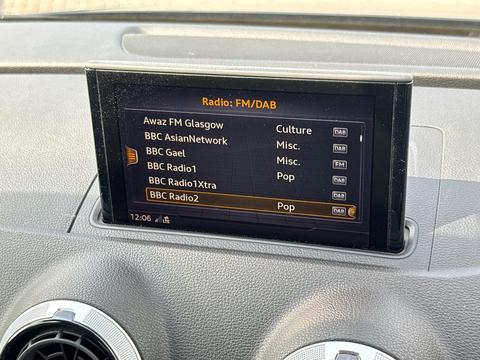 Radio: FM/DAB
Awaz FM Glasgow Culture DAB
BBC AsianNetwork Misc. DAB
BBC Gael Misc. FM
BBC Radio1 Pop DAB
BBC Radio1Xtra DAB
BBC Radio2 Pop DAB
12:06 LTE